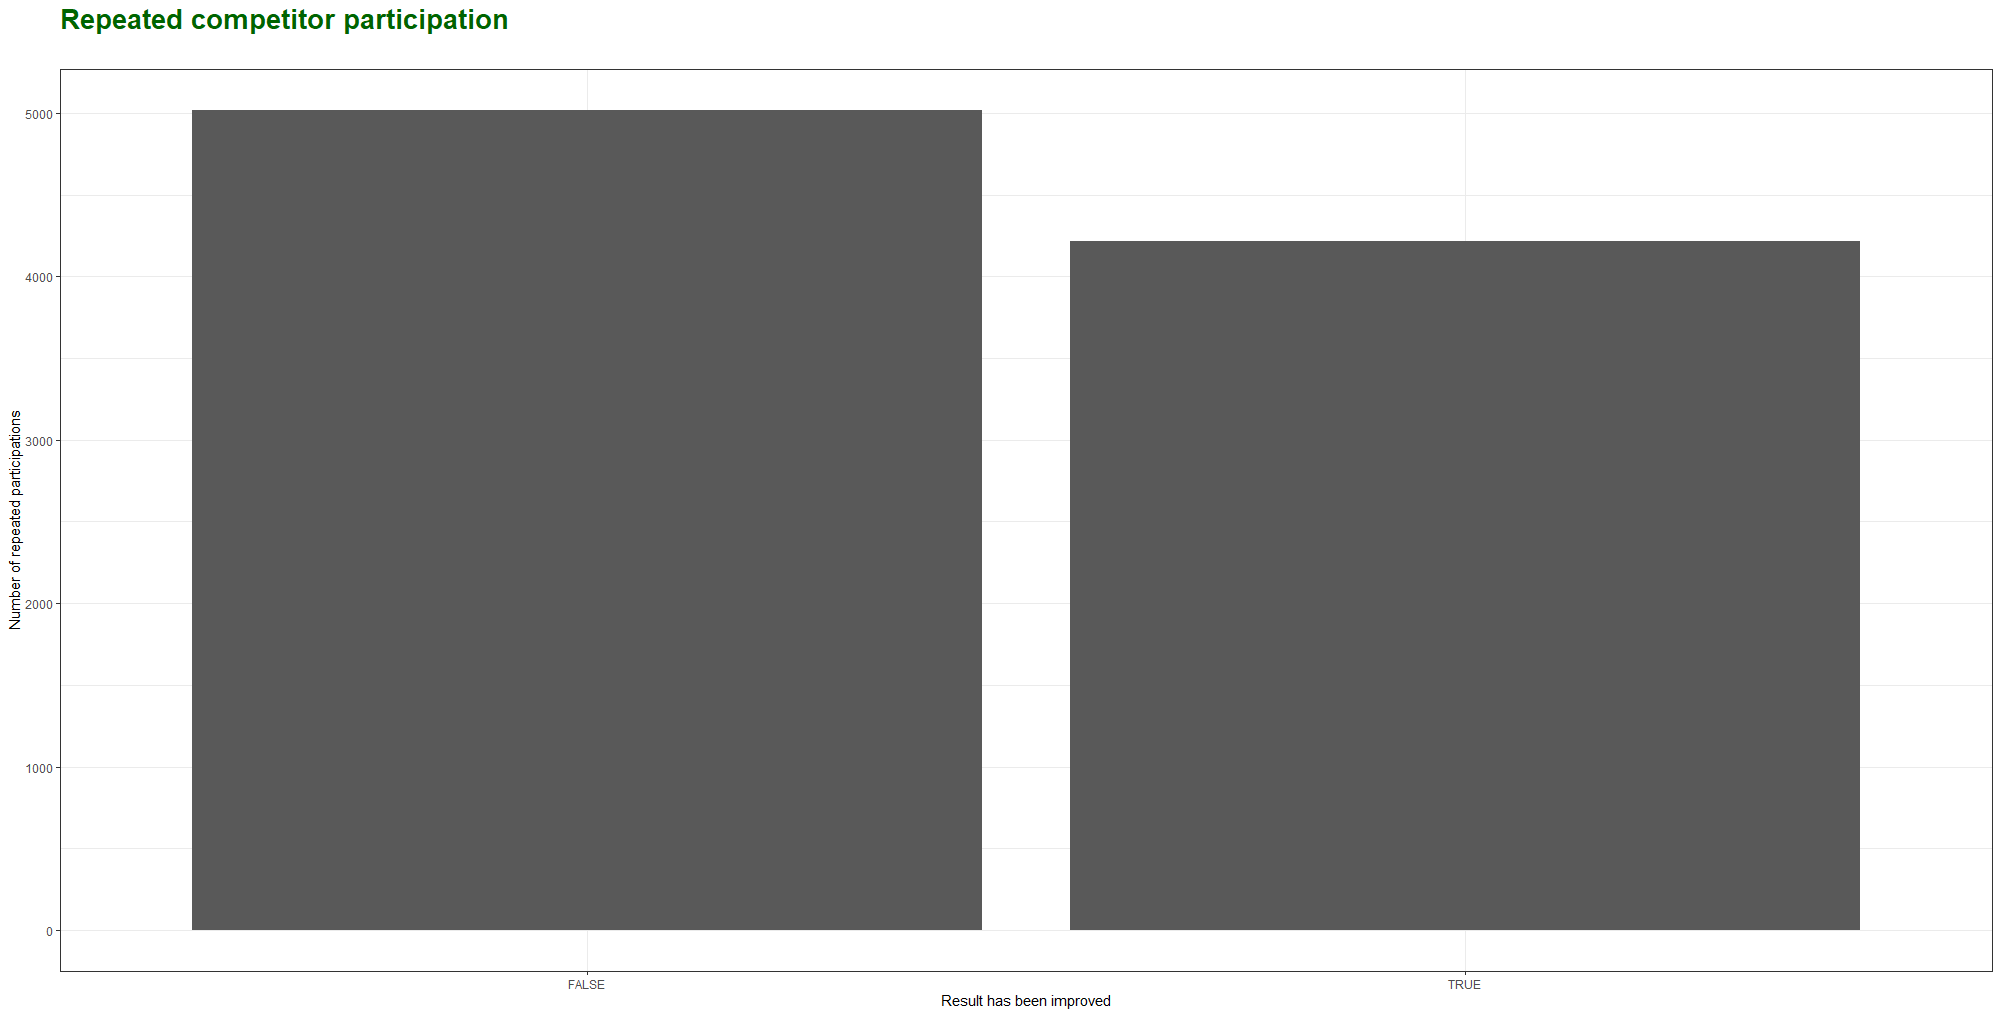 Repeated competitor participation
Number of repeated participations
5000
4000
3000
2000
1000
0
FALSE
TRUE
Result has been improved